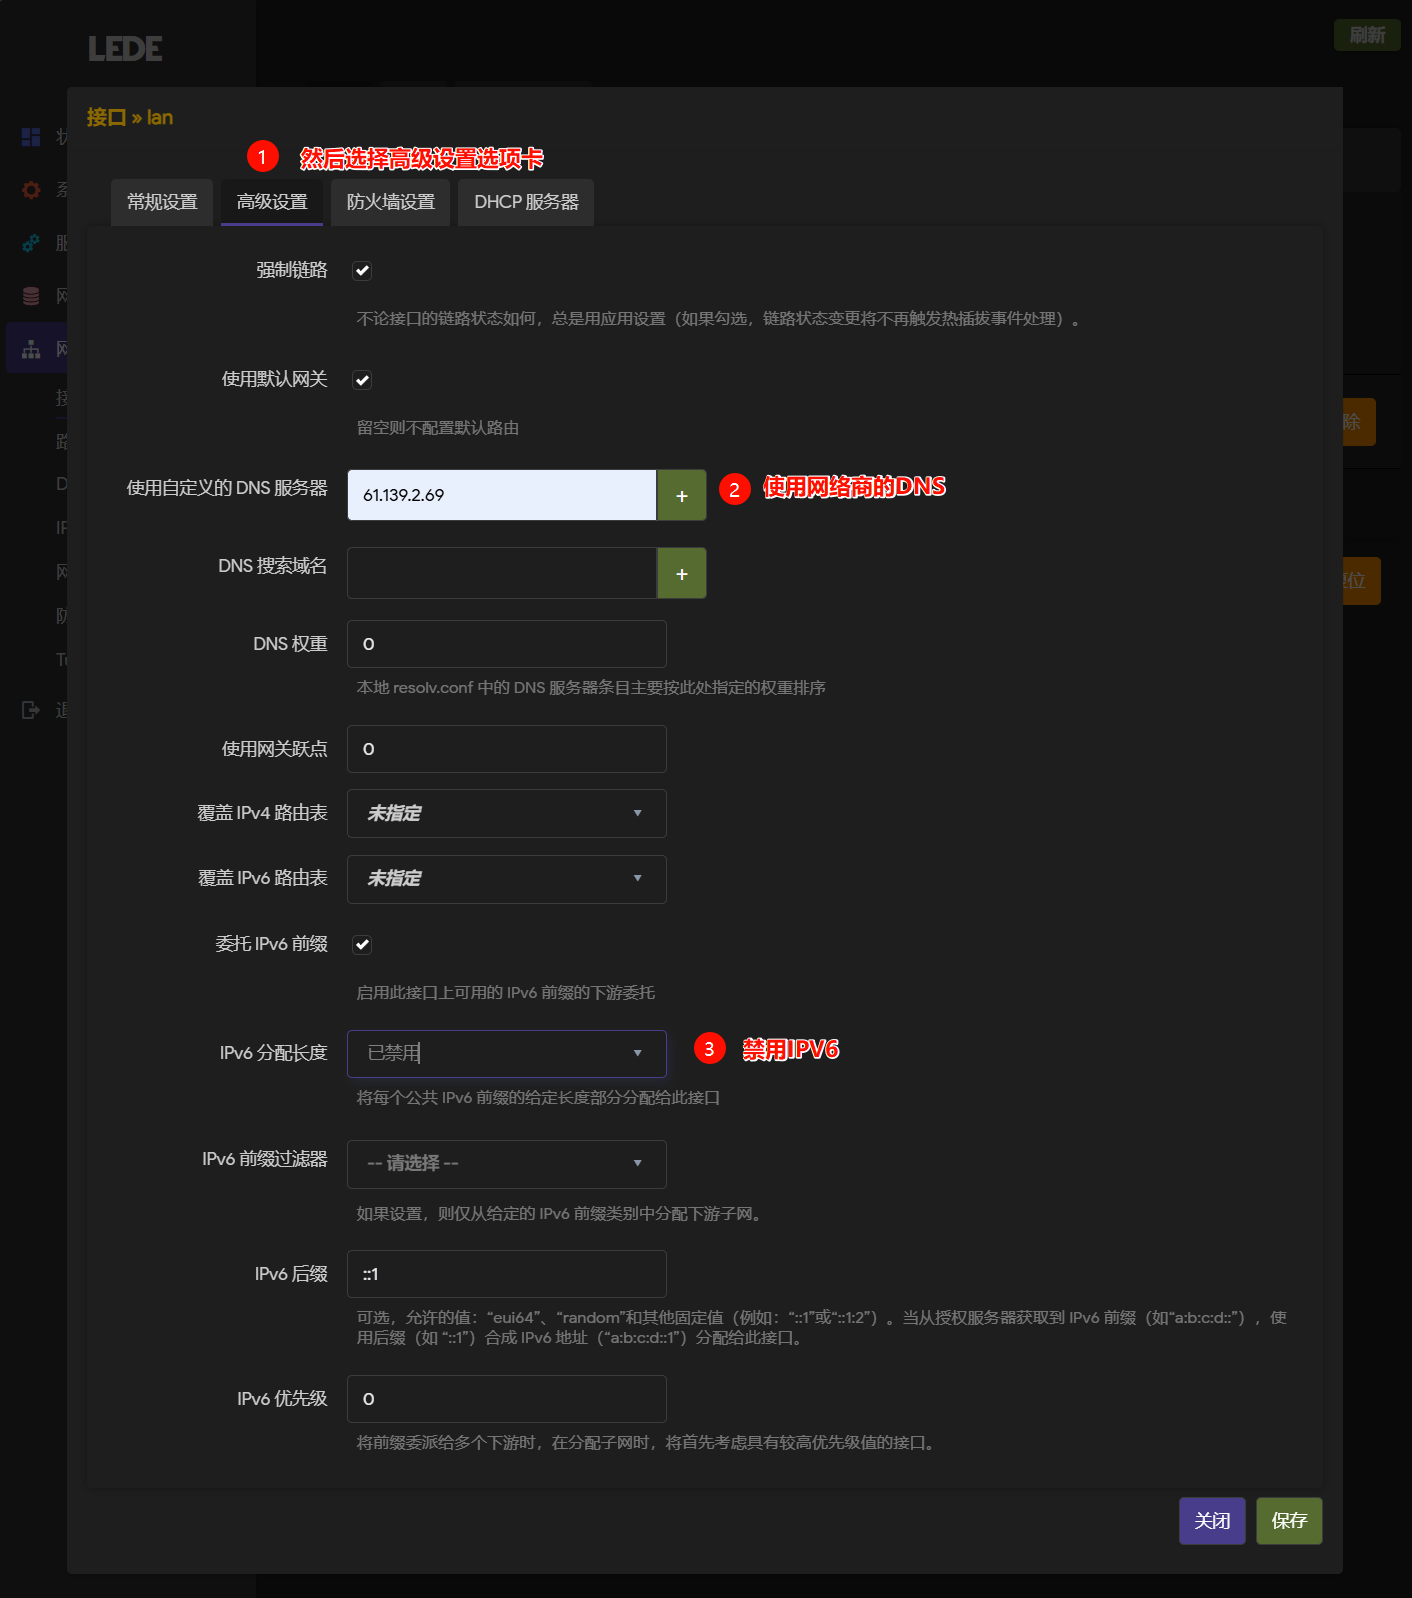 LEDE
刷新
接口 » lan
1 然后选择高级设置选项卡
常规设置 高级设置 防火墙设置 DHCP 服务器
强制链路
不论接口的链路状态如何，总是用应用设置（如果勾选，链路状态变更将不再触发热插拔事件处理）。
使用默认网关
留空则不配置默认路由
使用自定义的 DNS 服务器 61.139.2.69 + 2 使用网络商的DNS
DNS 搜索域名 +
DNS 权重 0
本地 resolv.conf 中的 DNS 服务器条目主要按此处指定的权重排序
使用网关跃点 0
覆盖 IPv4 路由表 未指定
覆盖 IPv6 路由表 未指定
委托 IPv6 前缀
启用此接口上可用的 IPv6 前缀的下游委托
IPv6 分配长度 已禁用 3 禁用IPV6
将每个公共 IPv6 前缀的给定长度部分分配给此接口
IPv6 前缀过滤器 -- 请选择 --
如果设置，则仅从给定的 IPv6 前缀类别中分配下游子网。
IPv6 后缀 ::1
可选，允许的值：“eui64”、“random”和其他固定值（例如：“::1”或“::1:2”）。当从授权服务器获取到 IPv6 前缀（如“a:b:c:d::”），使
用后缀（如 “::1”）合成 IPv6 地址（“a:b:c:d::1”）分配给此接口。
IPv6 优先级 0
将前缀委派给多个下游时，在分配子网时，将首先考虑具有较高优先级值的接口。
关闭 保存
除
位